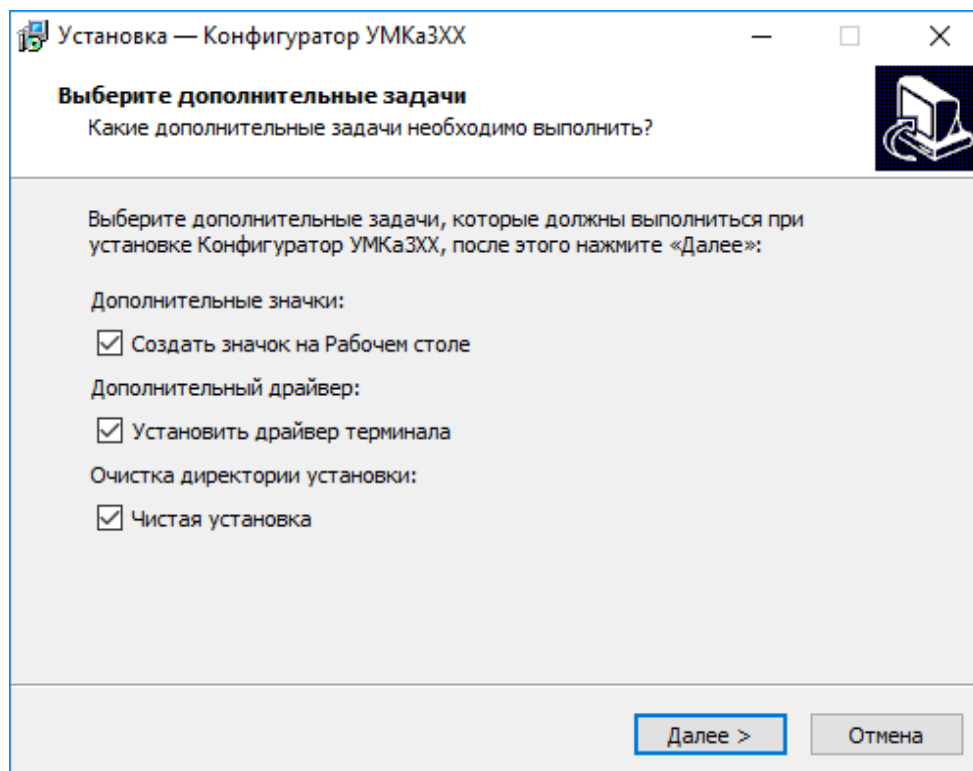 Установка — Конфигуратор УМКа3ХХ
Выберите дополнительные задачи
Какие дополнительные задачи необходимо выполнить?
Выберите дополнительные задачи, которые должны выполниться при
установке Конфигуратор УМКа3ХХ, после этого нажмите «Далее»:
Дополнительные значки:
Создать значок на Рабочем столе
Дополнительный драйвер:
Установить драйвер терминала
Очистка директории установки:
Чистая установка
Далее >
Отмена